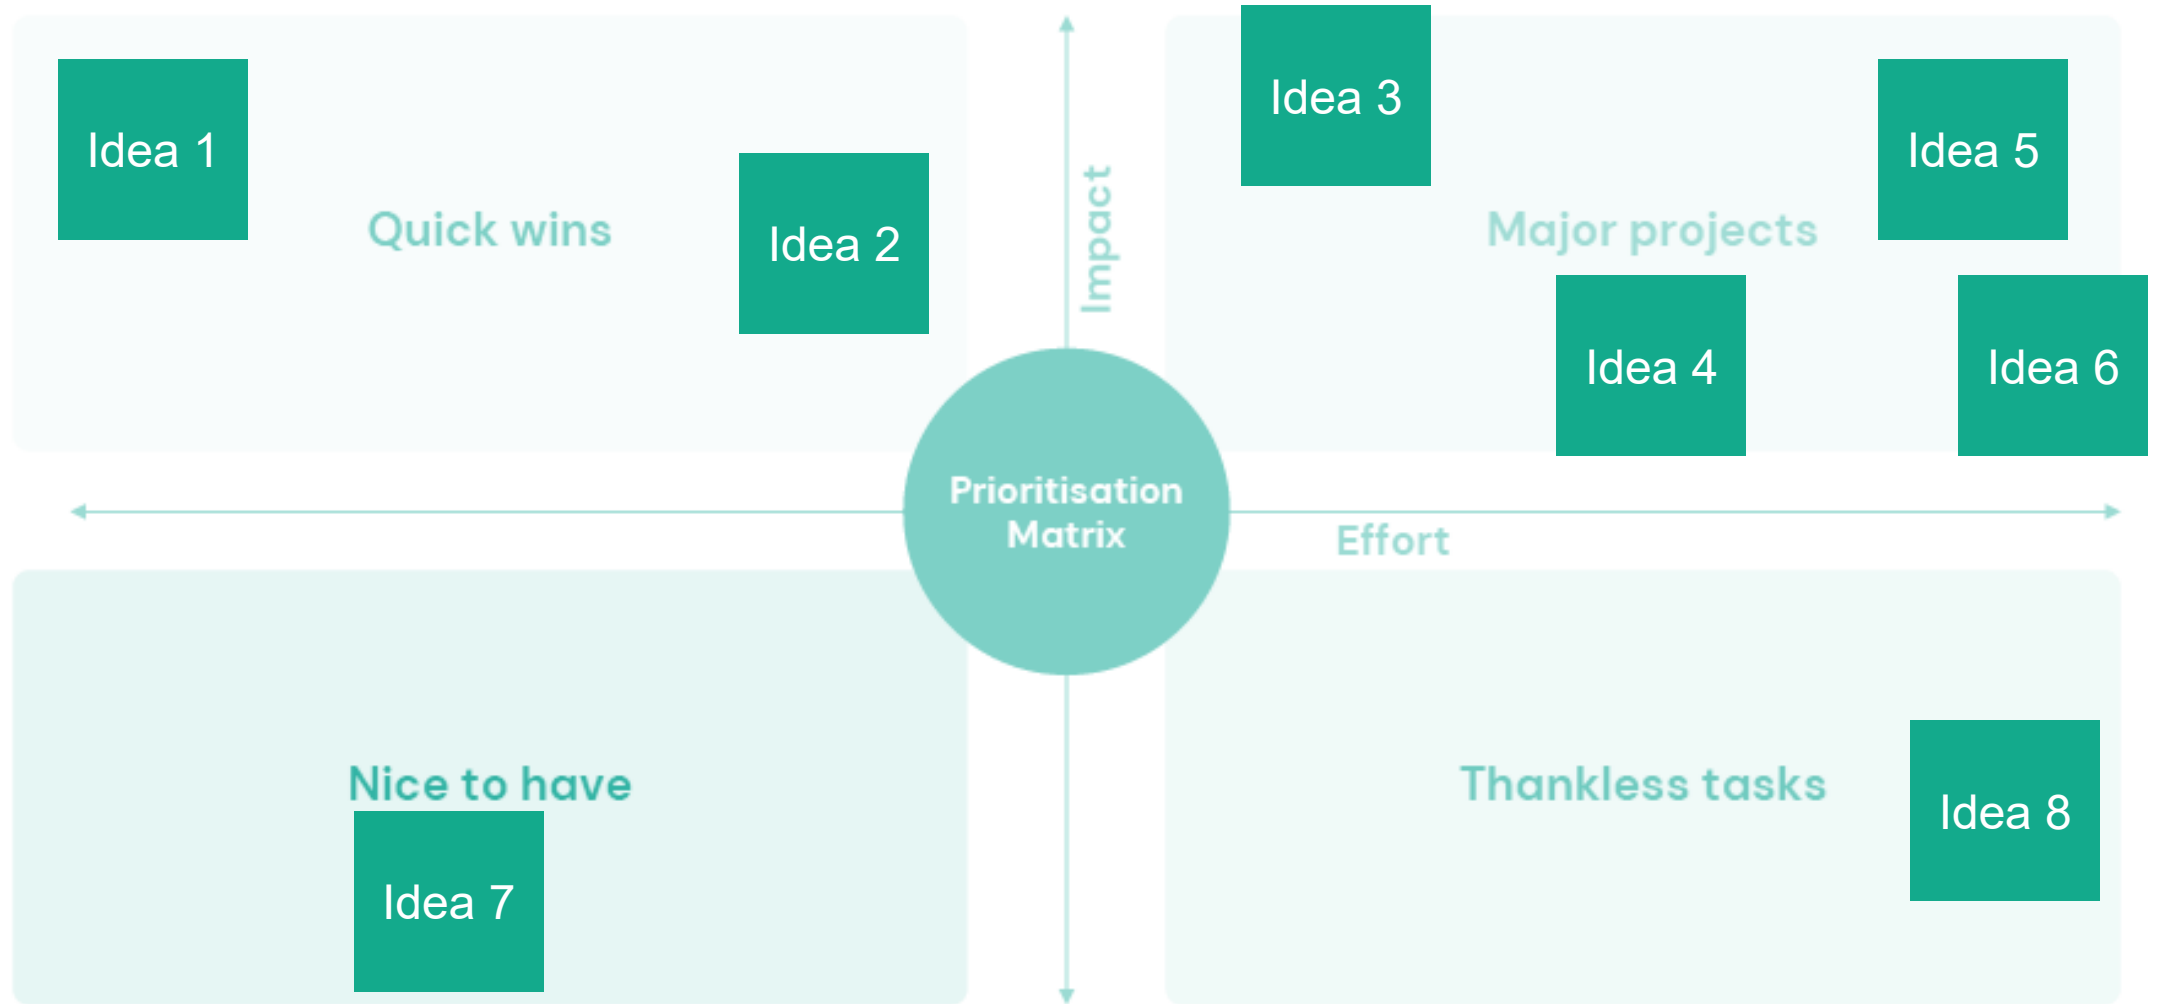 Idea 1
Quick wins
Idea 2
Impact
Idea 3
Major projects
Idea 5
Idea 4
Idea 6
Prioritisation
Matrix
Effort
Nice to have
Idea 7
Thankless tasks
Idea 8